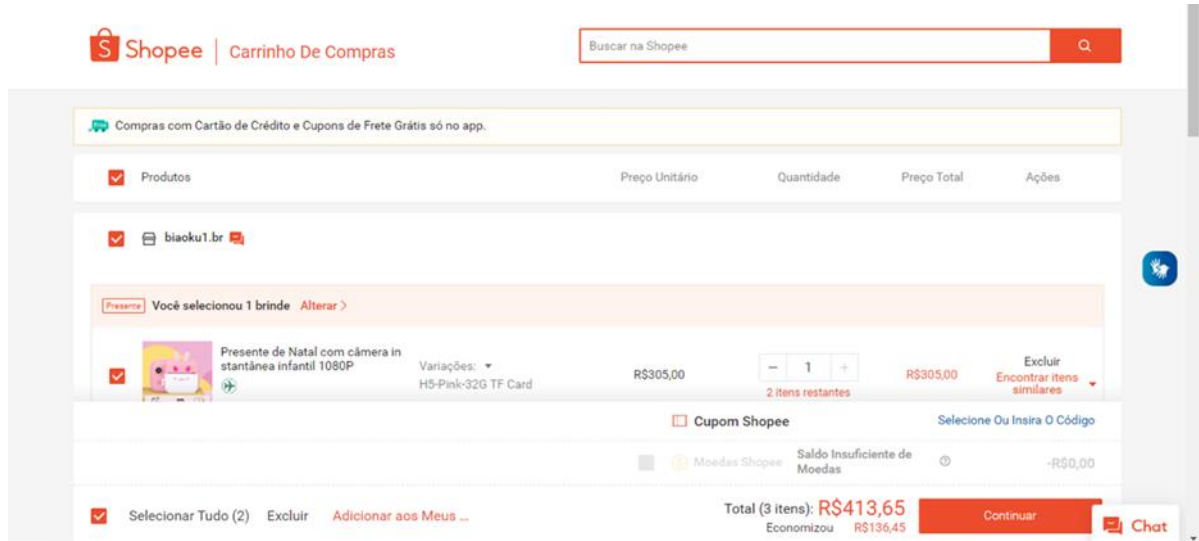 Shopee | Carrinho De Compras
Buscar na Shopee
Compras com Cartão de Crédito e Cupons de Frete Grátis só no app.
Produtos Preço Unitário Quantidade Preço Total Ações
biaoku1.br
Presente Você selecionou 1 brinde Alterar >
Presente de Natal com câmera in
stantânea infantil 1080P
Variações:
H5-Pink-32G TF Card
R$305,00
− 1 +
2 itens restantes
R$305,00
Excluir
Encontrar itens
similares
Cupom Shopee Selecione Ou Insira O Código
Moedas Shopee
Saldo Insuficiente de
Moedas
-R$0,00
Selecionar Tudo (2) Excluir Adicionar aos Meus ...
Total (3 itens): R$413,65
Economizou R$136,45
Continuar
Chat